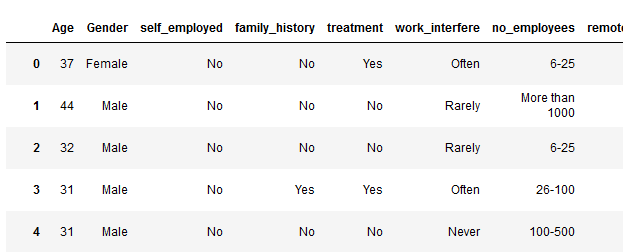 Age Gender self_employed family_history treatment work_interfere no_employees remot
0 37 Female No No Yes Often 6-25
1 44 Male No No No Rarely More than 1000
2 32 Male No No No Rarely 6-25
3 31 Male No Yes Yes Often 26-100
4 31 Male No No No Never 100-500